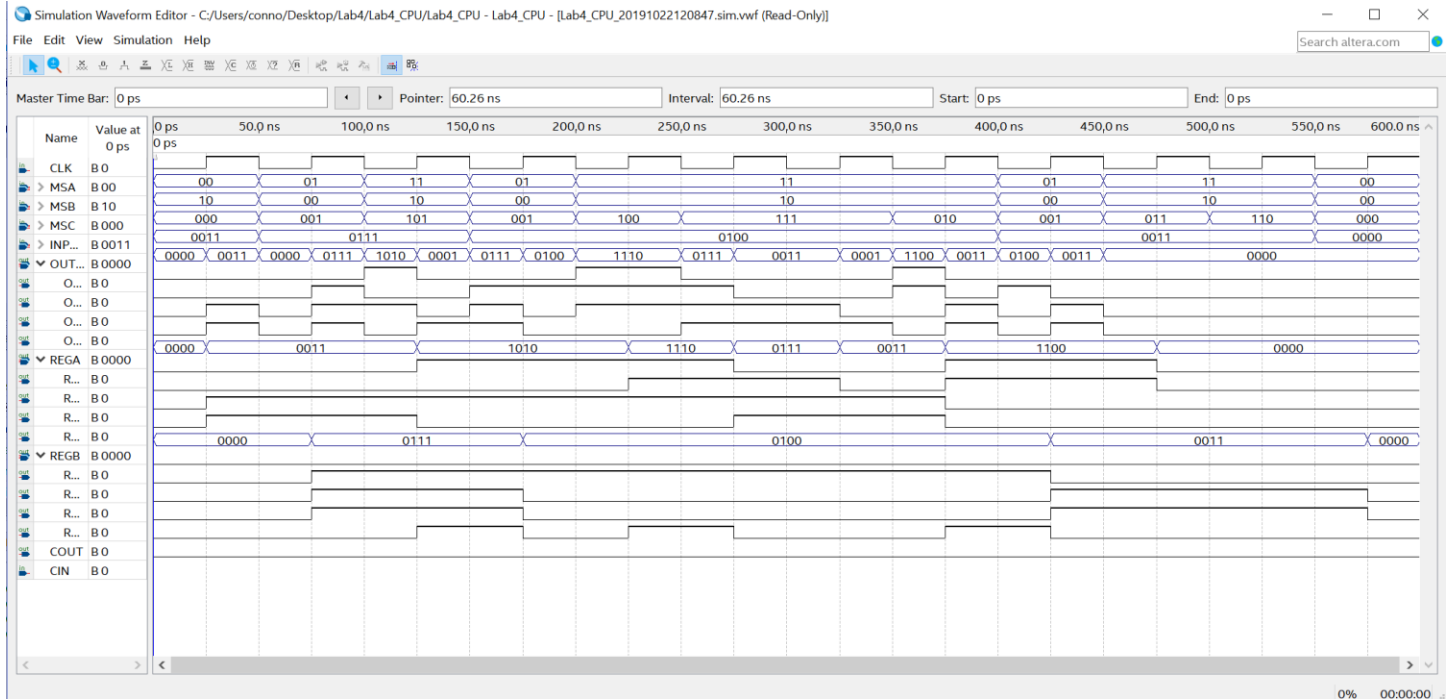 Simulation Waveform Editor - C:/Users/conno/Desktop/Lab4/Lab4_CPU/Lab4_CPU - Lab4_CPU - [Lab4_CPU_20191022120847.sim.vwf (Read-Only)]
File Edit View Simulation Help
Search altera.com
Master Time Bar: 0 ps Pointer: 60.26 ns Interval: 60.26 ns Start: 0 ps End: 0 ps
Name Value at 0 ps
0 ps 50.0 ns 100,0 ns 150,0 ns 200,0 ns 250,0 ns 300,0 ns 350,0 ns 400,0 ns 450,0 ns 500,0 ns 550,0 ns 600.0 ns
0 ps
CLK B 0
MSA B 00 00 01 11 01 11 01 11 00
MSB B 10 10 00 10 00 10 00 10 00
MSC B 000 000 001 101 001 100 111 010 001 011 110 000
INP... B 0011 0011 0111 0100 0011 0000
OUT... B 0000 0000 0011 0000 0111 1010 0001 0111 0100 1110 0111 0011 0001 1100 0011 0100 0011 0000
O... B 0
O... B 0
O... B 0
O... B 0
REGA B 0000 0000 0011 1010 1110 0111 0011 1100 0000
R... B 0
R... B 0
R... B 0
R... B 0
REGB B 0000 0000 0111 0100 0011 0000
R... B 0
R... B 0
R... B 0
R... B 0
COUT B 0
CIN B 0
0% 00:00:00